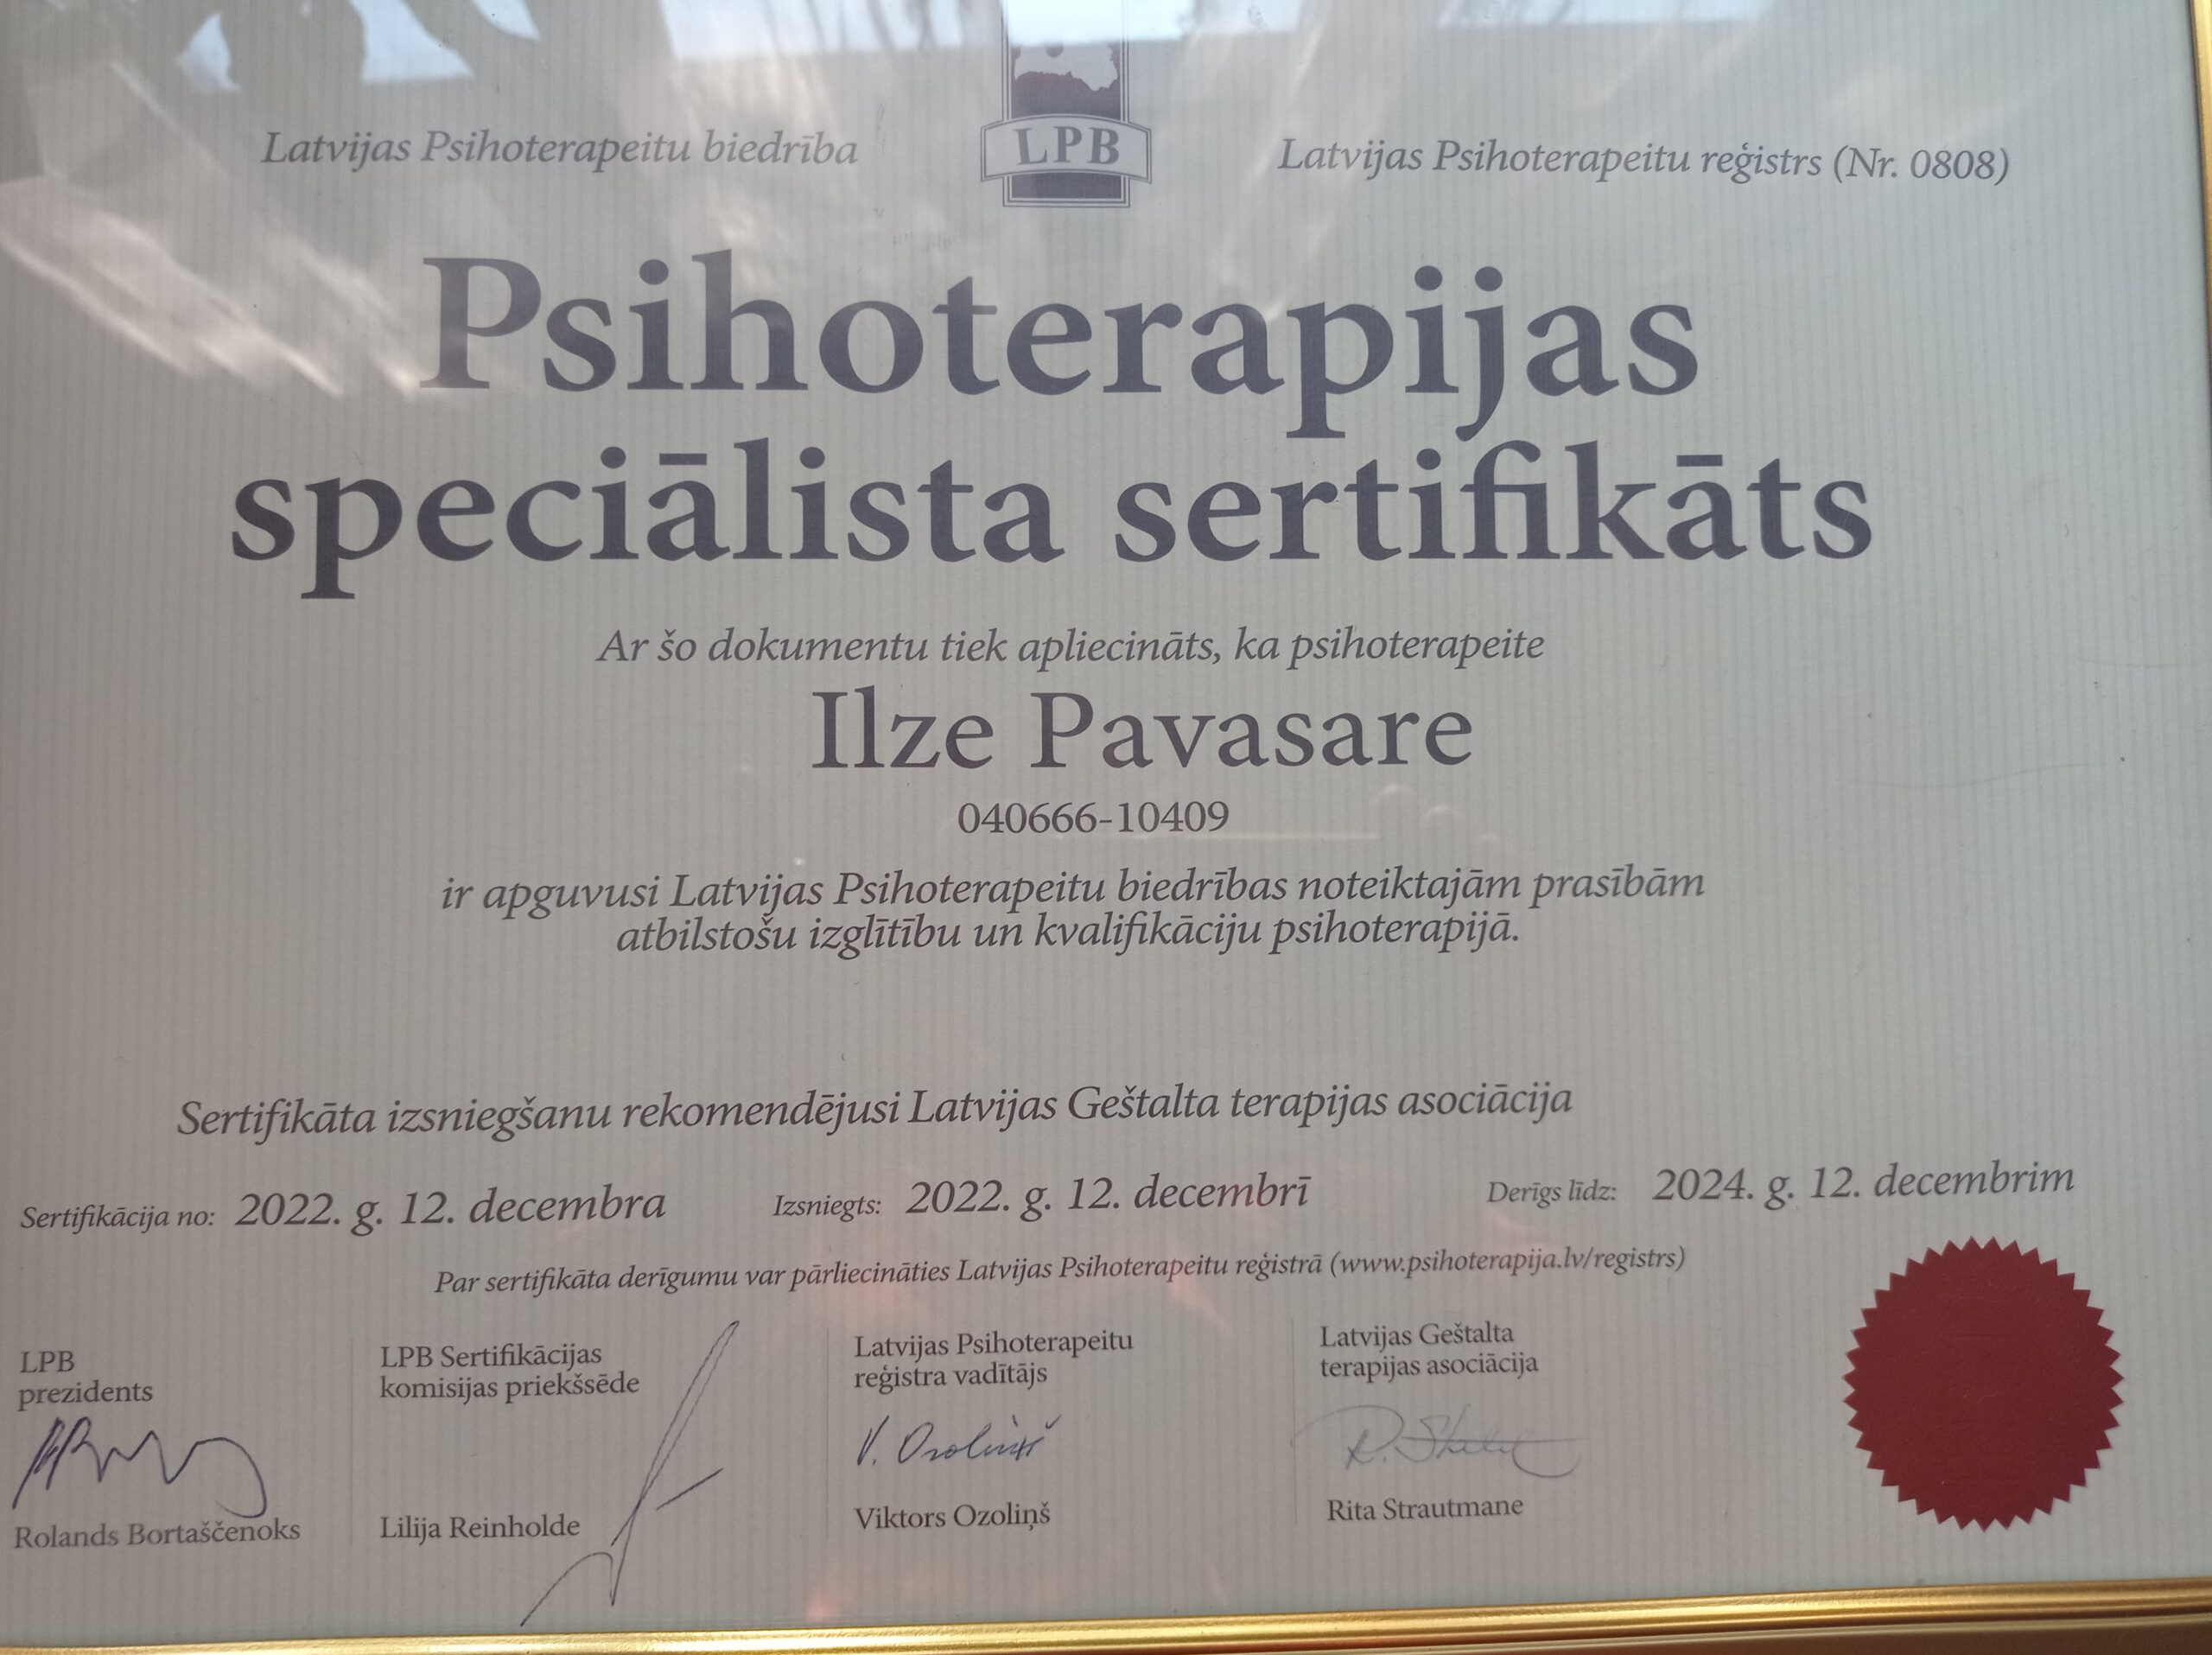 Latvijas Psihoterapeitu biedrība
LPB
Latvijas Psihoterapeitu reģistrs (Nr. 0808)
Psihoterapijas
speciālista sertifikāts
Ar šo dokumentu tiek apliecināts, ka psihoterapeite
Ilze Pavasare
040666-10409
ir apguvusi Latvijas Psihoterapeitu biedrības noteiktajām prasībām
atbilstošu izglītību un kvalifikāciju psihoterapijā.
Sertifikāta izsniegšanu rekomendējusi Latvijas Geštalta terapijas asociācija
Sertifikācija no: 2022. g. 12. decembra Izsniegts: 2022. g. 12. decembrī Derīgs līdz: 2024. g. 12. decembrim
Par sertifikāta derīgumu var pārliecināties Latvijas Psihoterapeitu reģistrā (www.psihoterapija.lv/registrs)
LPB
prezidents
Rolands Bortaščenoks
LPB Sertifikācijas
komisijas priekšsēde
Lilija Reinholde
Latvijas Psihoterapeitu
reģistra vadītājs
V. Ozoliņš
Viktors Ozoliņš
Latvijas Geštalta
terapijas asociācija
Rita Strautmane